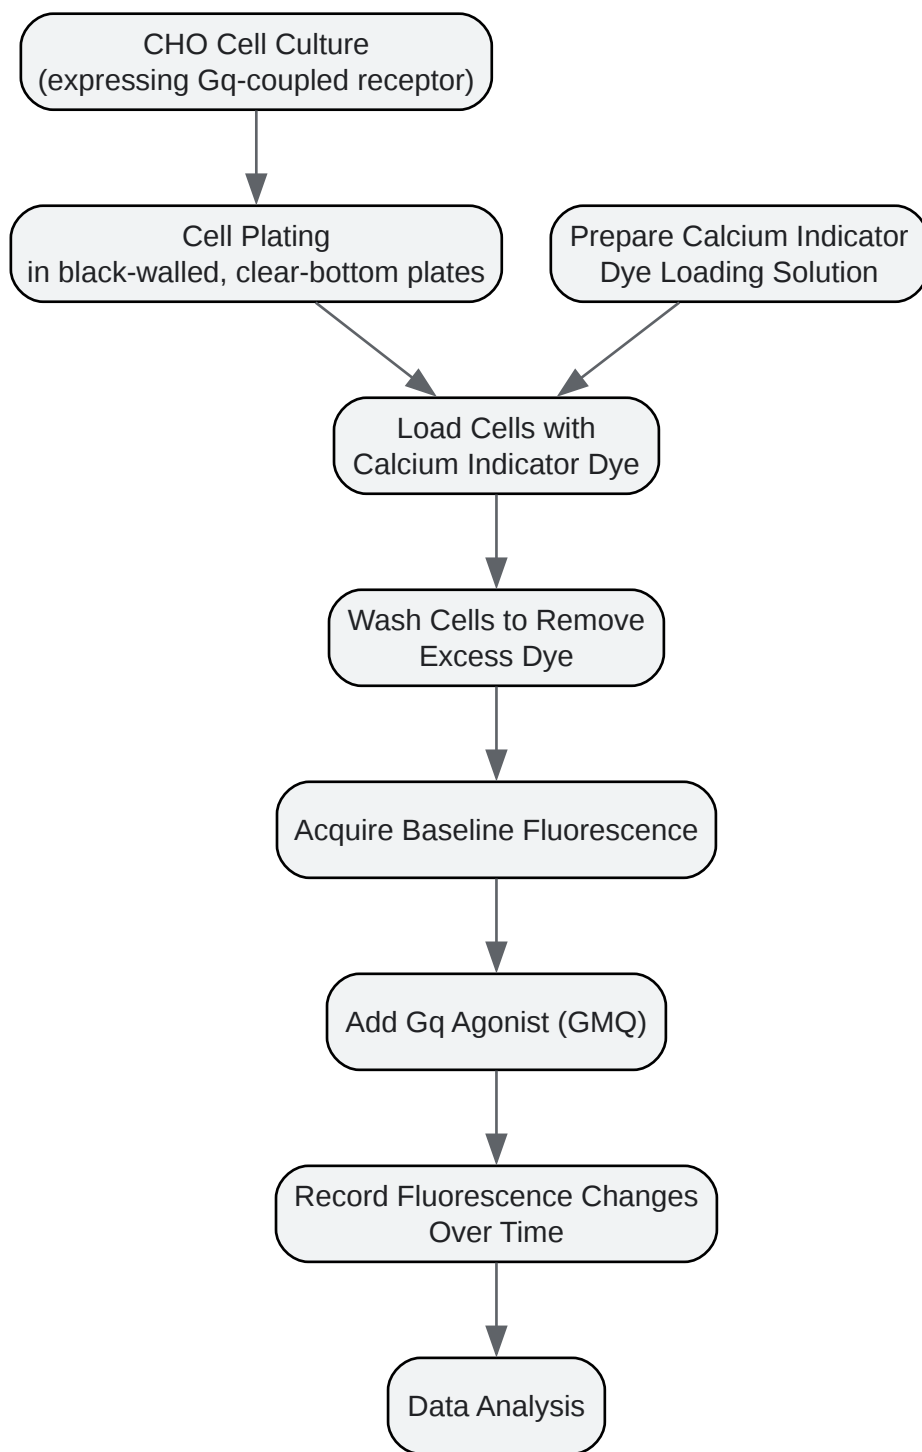 CHO Cell Culture
(expressing Gq-coupled receptor)
Cell Plating
in black-walled, clear-bottom plates
Prepare Calcium Indicator
Dye Loading Solution
Load Cells with
Calcium Indicator Dye
Wash Cells to Remove
Excess Dye
Acquire Baseline Fluorescence
Add Gq Agonist (GMQ)
Record Fluorescence Changes
Over Time
Data Analysis